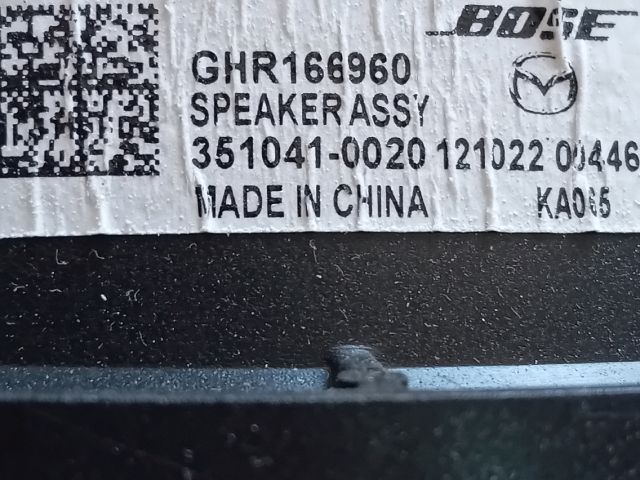 BOSE
GHR166960
SPEAKER ASSY
351041-0020 121022 00446
MADE IN CHINA KA065